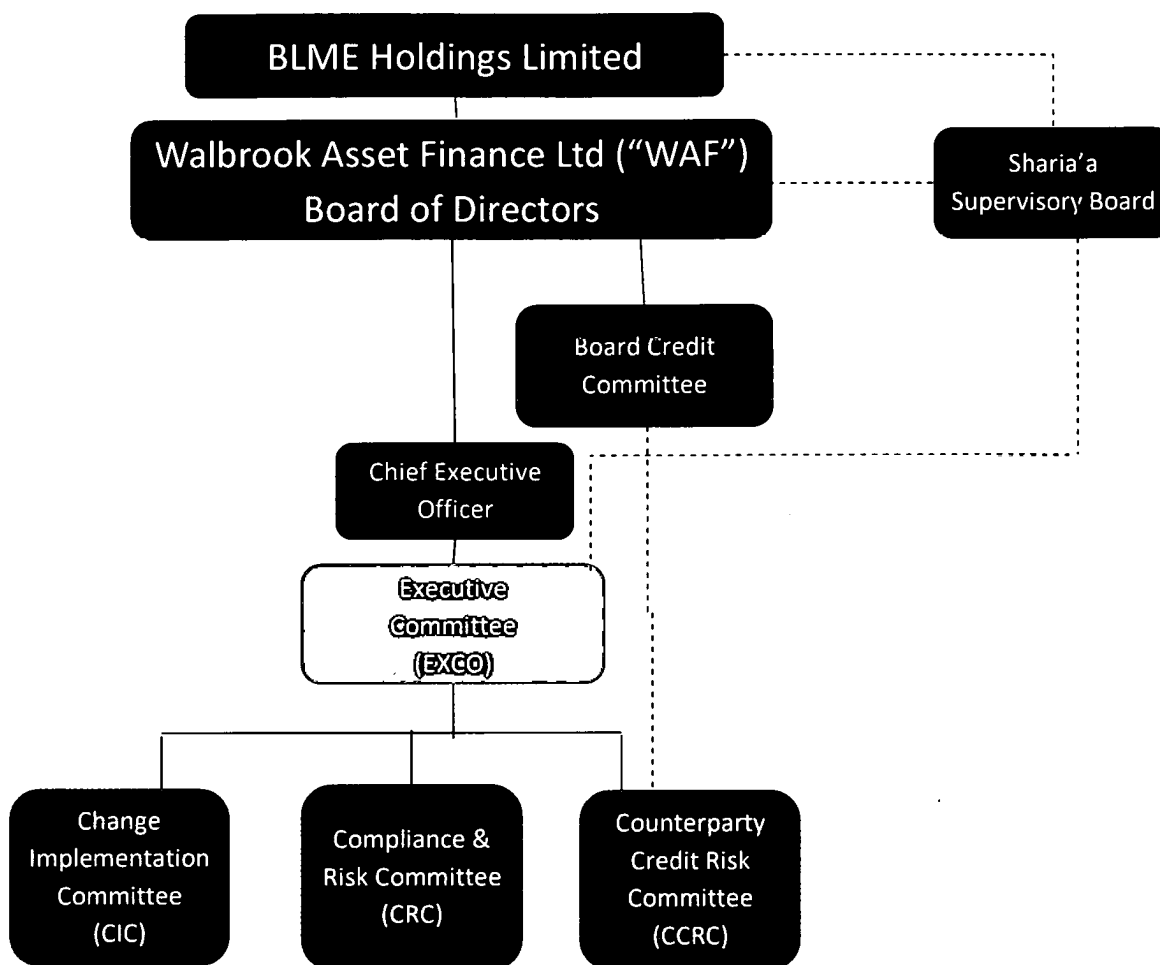 BLME Holdings Limited
Walbrook Asset Finance Ltd (“WAF”)
Board of Directors
Sharia’a
Supervisory Board
Board Credit
Committee
Chief Executive
Officer
Executive
Committee
(EXCO)
Change
Implementation
Committee
(CIC)
Compliance &
Risk Committee
(CRC)
Counterparty
Credit Risk
Committee
(CCRC)